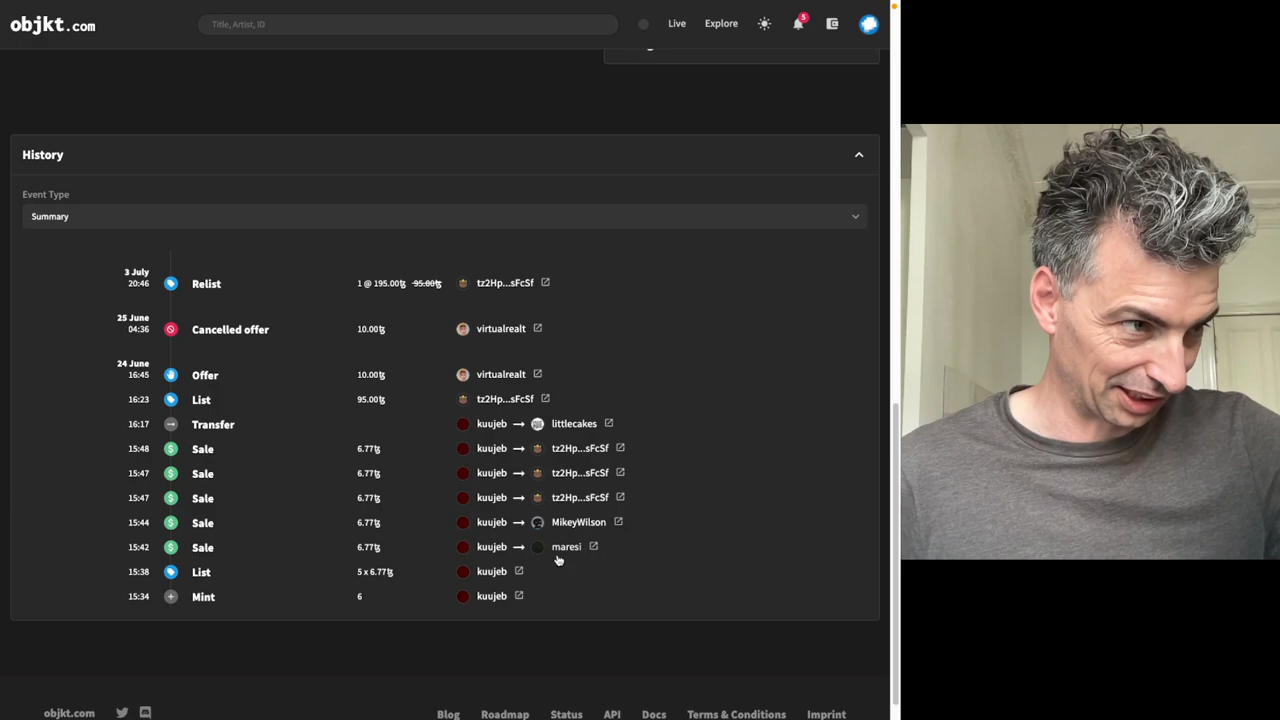 objkt.com Title, Artist, ID Live Explore 5
History
Event Type
Summary
3 July
20:46 Relist 1 @ 195.00ꜩ 95.00ꜩ tz2Hp...sFcSf
25 June
04:36 Cancelled offer 10.00ꜩ virtualrealt
24 June
16:45 Offer 10.00ꜩ virtualrealt
16:23 List 95.00ꜩ tz2Hp...sFcSf
16:17 Transfer kuujeb → littlecakes
15:48 Sale 6.77ꜩ kuujeb → tz2Hp...sFcSf
15:47 Sale 6.77ꜩ kuujeb → tz2Hp...sFcSf
15:47 Sale 6.77ꜩ kuujeb → tz2Hp...sFcSf
15:44 Sale 6.77ꜩ kuujeb → MikeyWilson
15:42 Sale 6.77ꜩ kuujeb → maresi
15:38 List 5 x 6.77ꜩ kuujeb
15:34 Mint 6 kuujeb
objkt.com Blog Roadmap Status API Docs Terms & Conditions Imprint